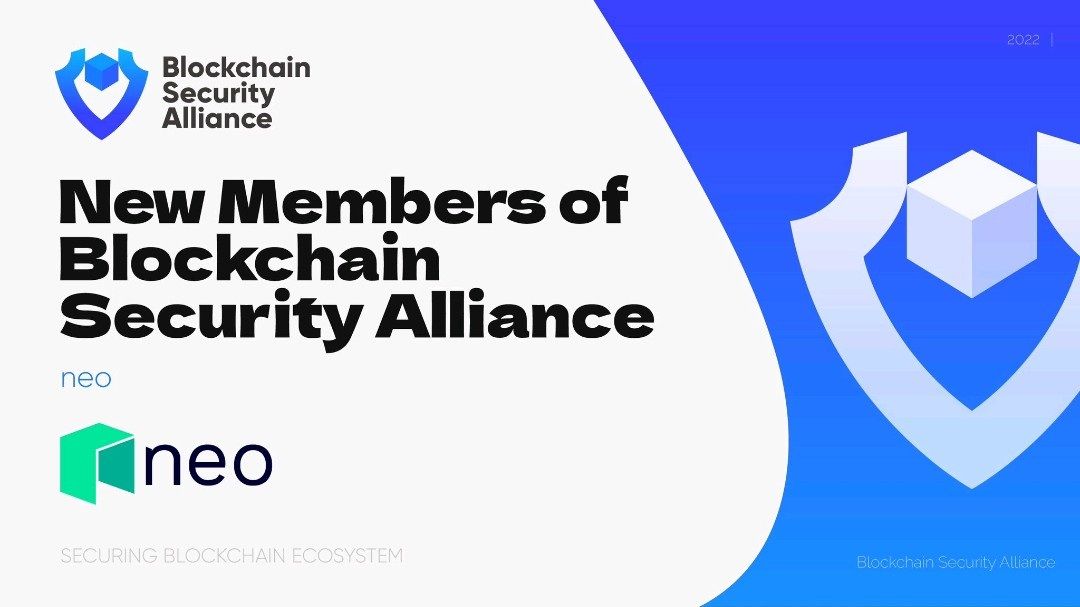 2022 |
Blockchain
Security
Alliance
New Members of
Blockchain
Security Alliance
neo
neo
SECURING BLOCKCHAIN ECOSYSTEM
Blockchain Security Alliance